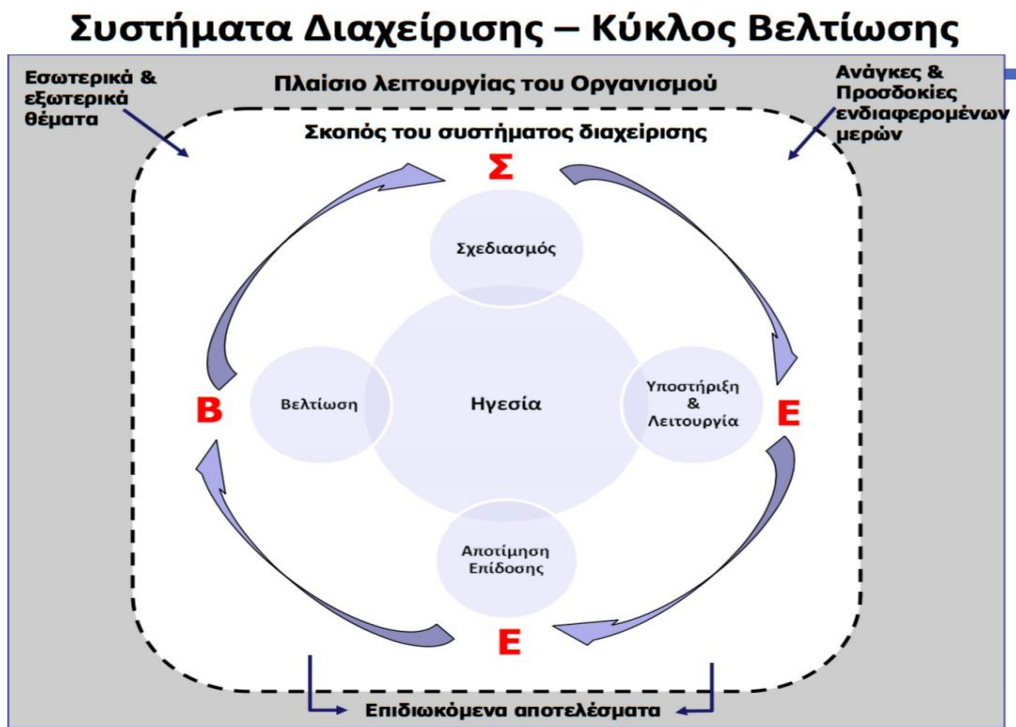 Συστήματα Διαχείρισης – Κύκλος Βελτίωσης
Εσωτερικά &
εξωτερικά
θέματα
Πλαίσιο λειτουργίας του Οργανισμού
Ανάγκες &
Προσδοκίες
ενδιαφερομένων
μερών
Σκοπός του συστήματος διαχείρισης
Σ
Σχεδιασμός
Β
Βελτίωση
Ηγεσία
Υποστήριξη
&
Λειτουργία
Ε
Αποτίμηση
Επίδοσης
Ε
Επιδιωκόμενα αποτελέσματα